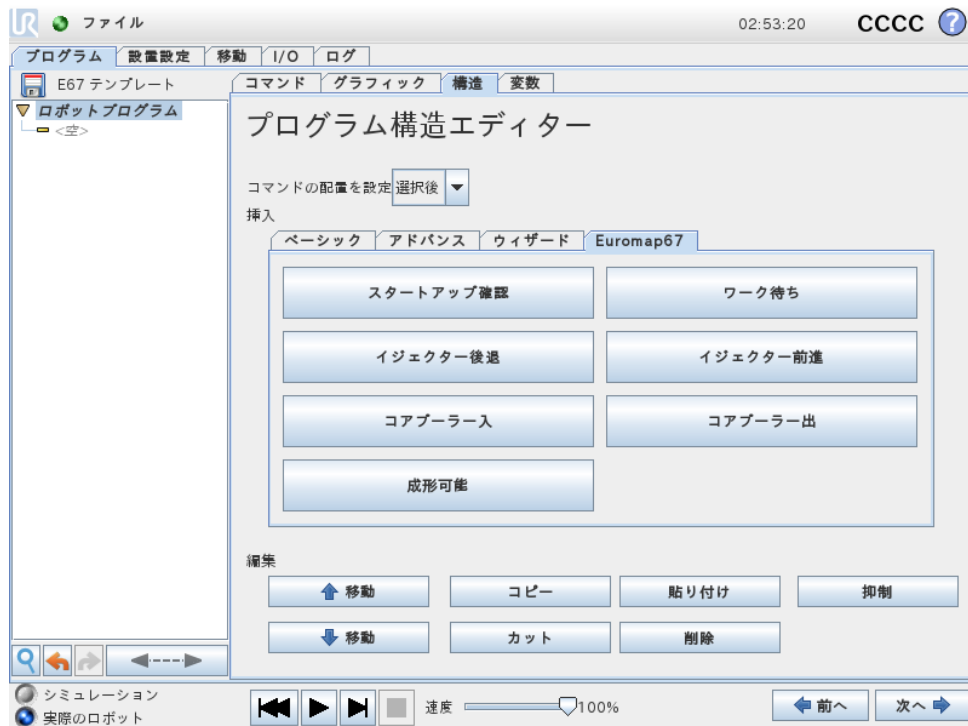 UR ファイル 02:53:20 CCCC ?
プログラム 設置設定 移動 I/O ログ
E67 テンプレート コマンド グラフィック 構造 変数
ロボットプログラム
<空>
プログラム構造エディター
コマンドの配置を設定 選択後
挿入
ベーシック アドバンス ウィザード Euromap67
スタートアップ確認 ワーク待ち
イジェクター後退 イジェクター前進
コアプーラー入 コアプーラー出
成形可能
編集
移動 コピー 貼り付け 抑制
移動 カット 削除
シミュレーション
実際のロボット
速度 100% 前へ 次へ